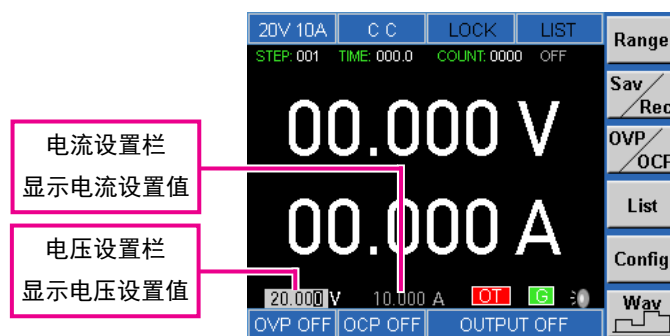 20V 10A CC LOCK LIST
STEP: 001 TIME: 000.0 COUNT: 0000 OFF
00.000 V
00.000 A
20.000 V 10.000 A OT G
OVP OFF OCP OFF OUTPUT OFF
Range
Sav
Rec
OVP
OCP
List
Config
Wav
电流设置栏
显示电流设置值
电压设置栏
显示电压设置值